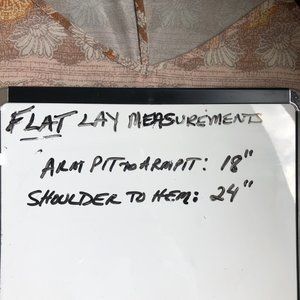 FLAT LAY MEASUREMENTS
ARM PIT TO ARMPIT: 18"
SHOULDER TO HEM: 24"